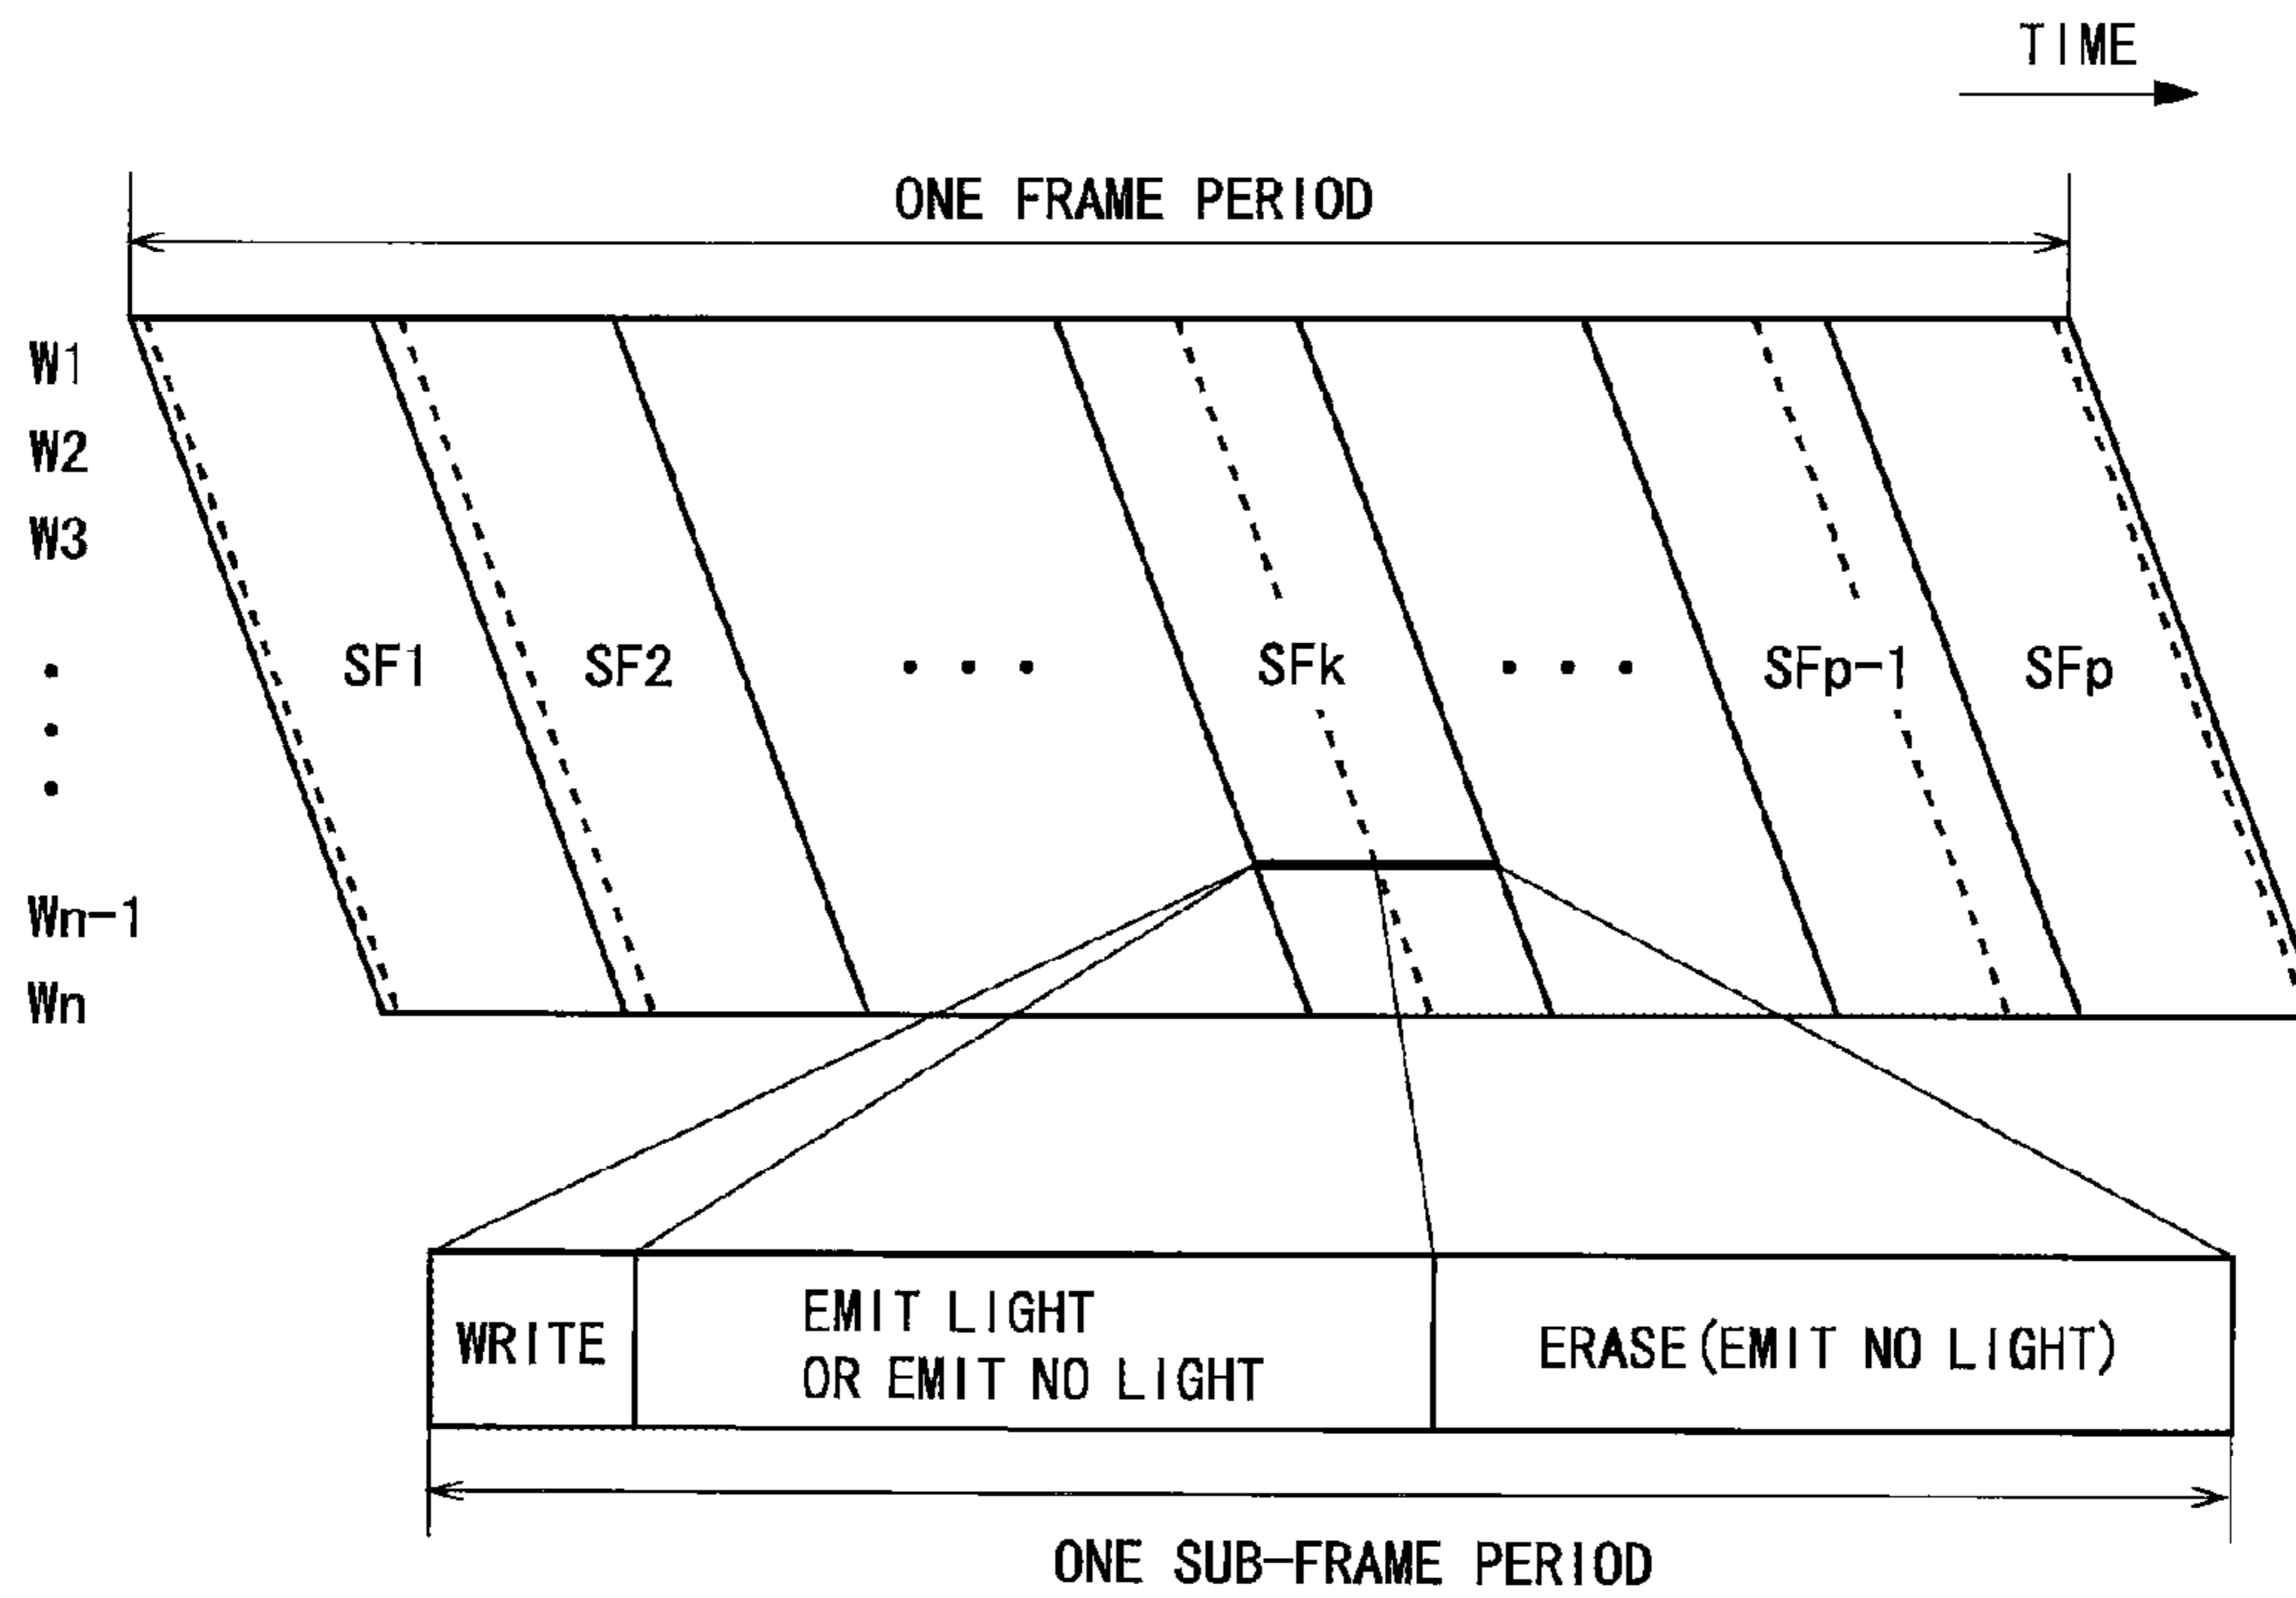 TIME
ONE FRAME PERIOD
W1
W2
W3
SF1 SF2 ... SFk ... SFp-1 SFp
Wn-1
Wn
WRITE
EMIT LIGHT
OR EMIT NO LIGHT
ERASE(EMIT NO LIGHT)
ONE SUB-FRAME PERIOD